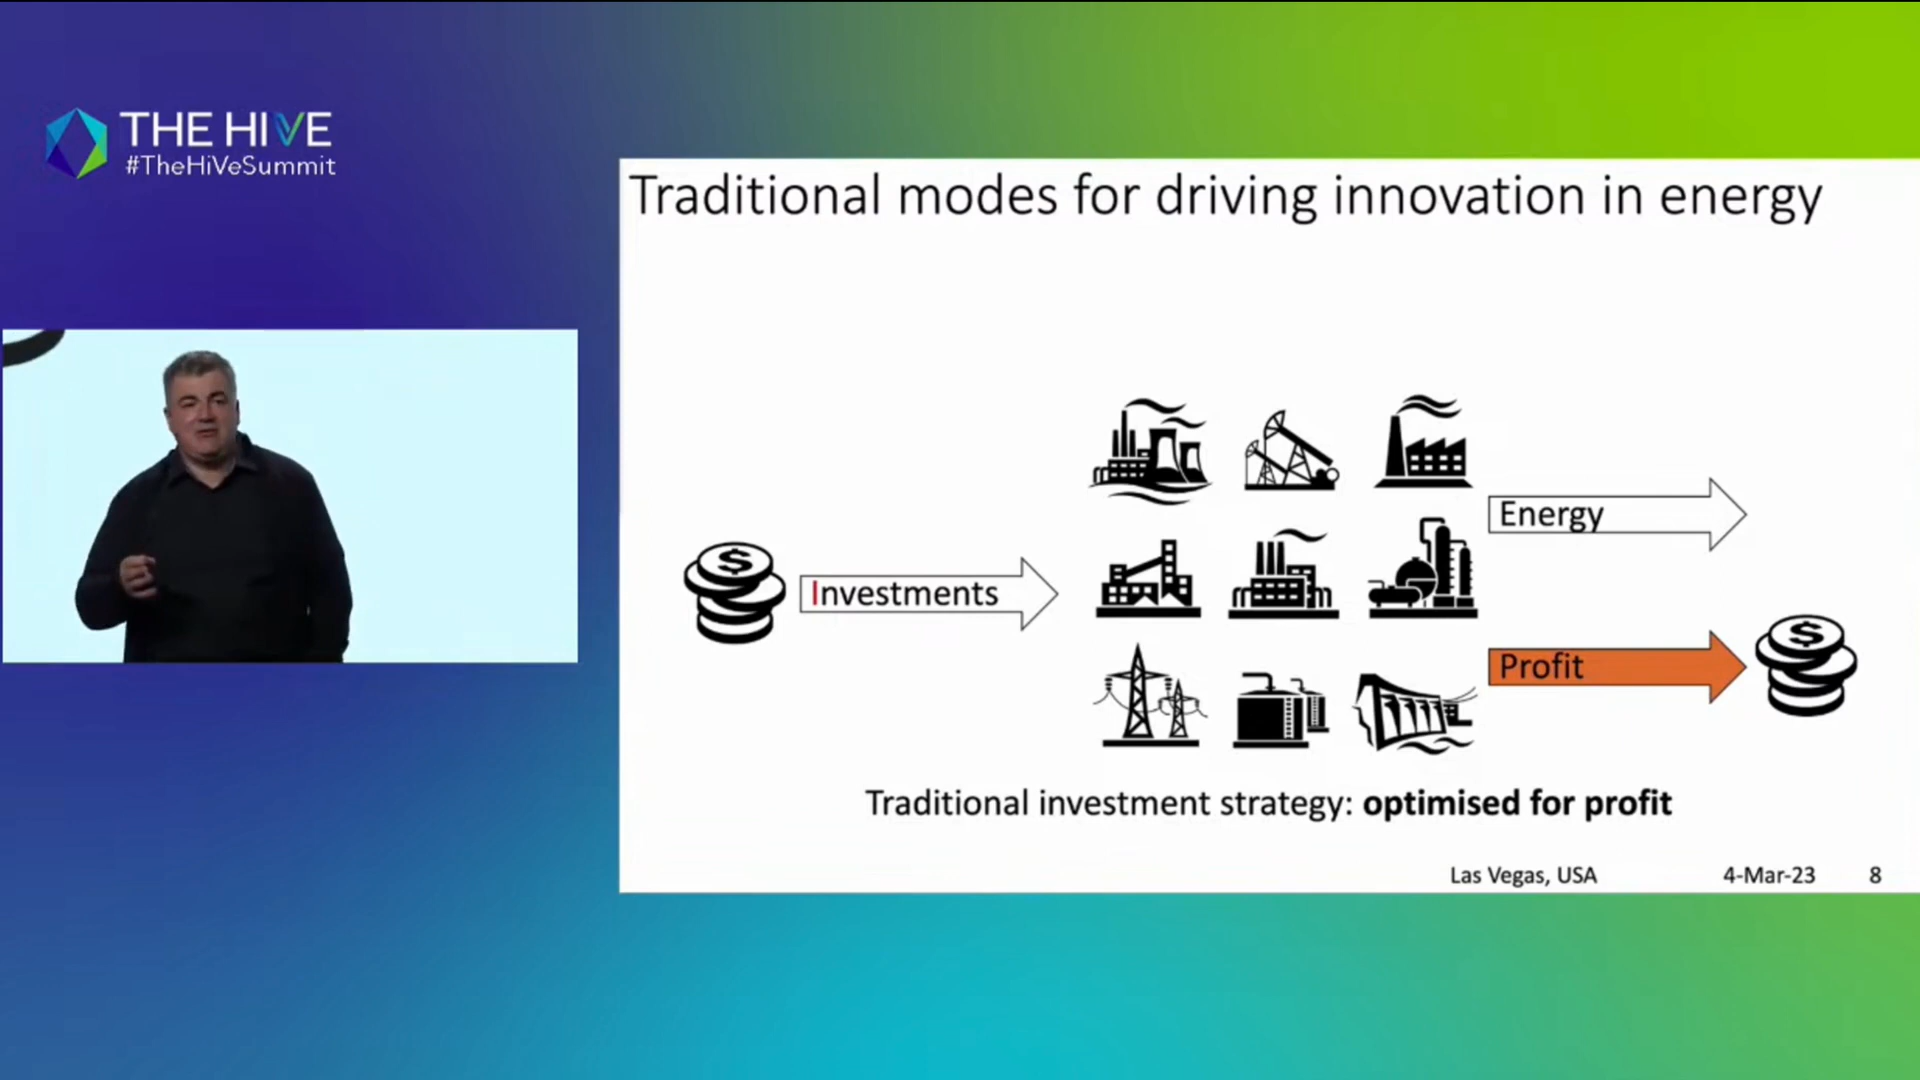 THE HIVE
#TheHiVeSummit
Traditional modes for driving innovation in energy
Energy
$
Investments
Profit
$
Traditional investment strategy: optimised for profit
Las Vegas, USA 4-Mar-23 8